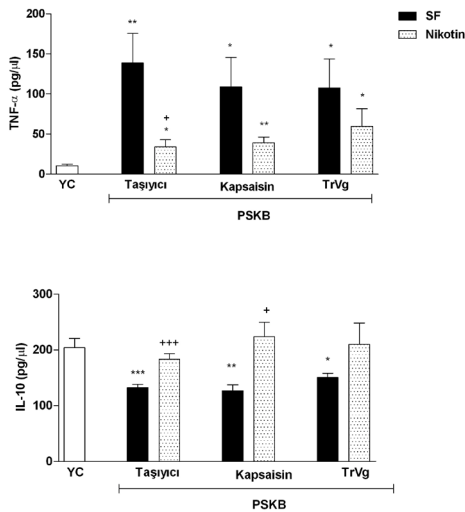 SF
Nikotin
TNF-α (pg/µl)
200
150
100
50
0
**
+
*
*
**
*
*
YC
Taşıyıcı
Kapsaisin
TrVg
PSKB
IL-10 (pg/µl)
300
200
100
0
***
+++
**
+
*
YC
Taşıyıcı
Kapsaisin
TrVg
PSKB